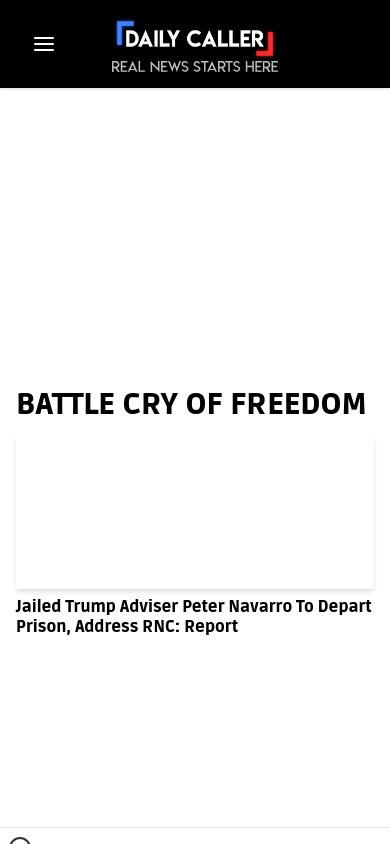 DAILY CALLER
REAL NEWS STARTS HERE
BATTLE CRY OF FREEDOM
Jailed Trump Adviser Peter Navarro To Depart
Prison, Address RNC: Report